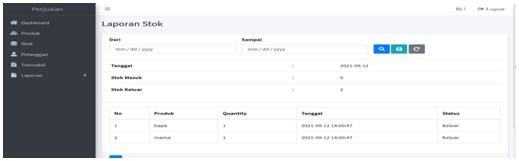 Penjualan
Logout
Dashboard
Produk
Stok
Pelanggan
Transaksi
Laporan
Laporan Stok
Dari Sampai
mm / dd / yyyy mm / dd / yyyy
Tanggal : 2021-09-12
Stok Masuk : 0
Stok Keluar : 2
No Produk Quantity Tanggal Status
1 bapa 1 2021-09-12 14:00:47 Keluar
2 mama 1 2021-09-12 14:00:47 Keluar